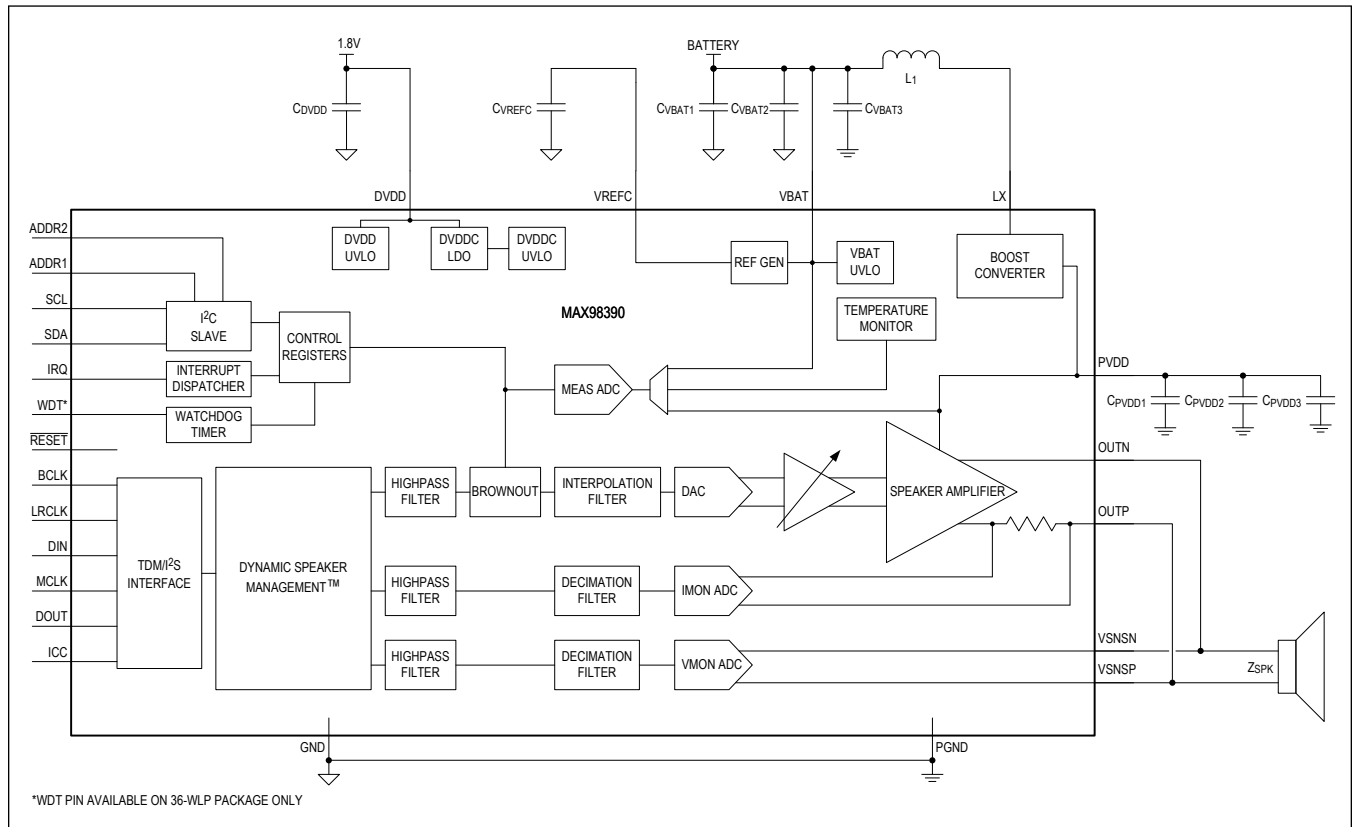 1.8V
BATTERY
L1
CDVDD
CVREFC
CVBAT1
CVBAT2
CVBAT3
DVDD
VREFC
VBAT
LX
ADDR2
ADDR1
SCL
SDA
IRQ
WDT*
RESET
BCLK
LRCLK
DIN
MCLK
DOUT
ICC
DVDD
UVLO
DVDDC
LDO
DVDDC
UVLO
REF GEN
VBAT
UVLO
BOOST
CONVERTER
MAX98390
TEMPERATURE
MONITOR
I2C
SLAVE
CONTROL
REGISTERS
INTERRUPT
DISPATCHER
WATCHDOG
TIMER
MEAS ADC
PVDD
CPVDD1
CPVDD2
CPVDD3
OUTN
OUTP
TDM/I2S
INTERFACE
DYNAMIC SPEAKER
MANAGEMENT™
HIGHPASS
FILTER
BROWNOUT
INTERPOLATION
FILTER
DAC
SPEAKER AMPLIFIER
HIGHPASS
FILTER
DECIMATION
FILTER
IMON ADC
HIGHPASS
FILTER
DECIMATION
FILTER
VMON ADC
VSNSN
VSNSP
ZSPK
GND
PGND
*WDT PIN AVAILABLE ON 36-WLP PACKAGE ONLY